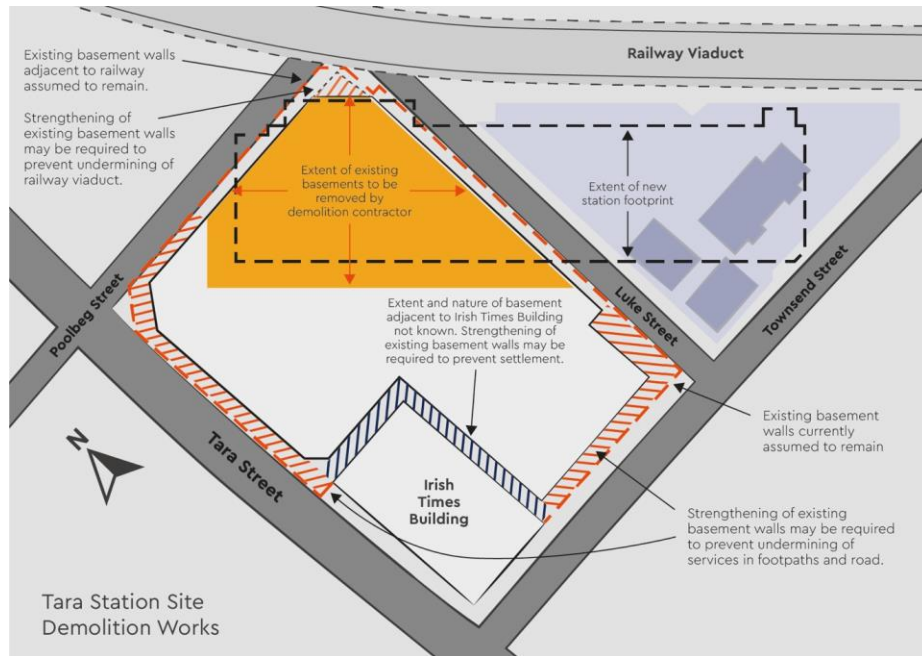 Railway Viaduct
Existing basement walls
adjacent to railway
assumed to remain.
Strengthening of
existing basement walls
may be required to
prevent undermining of
railway viaduct.
Extent of existing
basements to be
removed by
demolition contractor
Extent of new
station footprint
Poolbeg Street
Luke Street
Townsend Street
Extent and nature of basement
adjacent to Irish Times Building
not known. Strengthening of
existing basement walls may be
required to prevent settlement.
Existing basement
walls currently
assumed to remain
N
Tara Street
Irish
Times
Building
Strengthening of existing
basement walls may be required
to prevent undermining of
services in footpaths and road.
Tara Station Site
Demolition Works